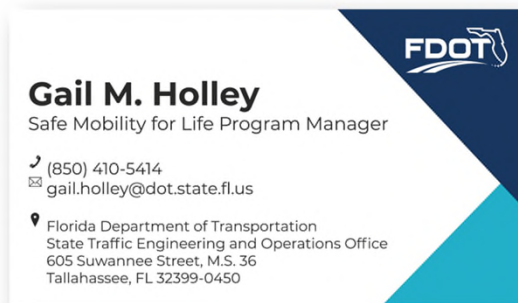 FDOT
Gail M. Holley
Safe Mobility for Life Program Manager
(850) 410-5414
gail.holley@dot.state.fl.us
Florida Department of Transportation
State Traffic Engineering and Operations Office
605 Suwannee Street, M.S. 36
Tallahassee, FL 32399-0450